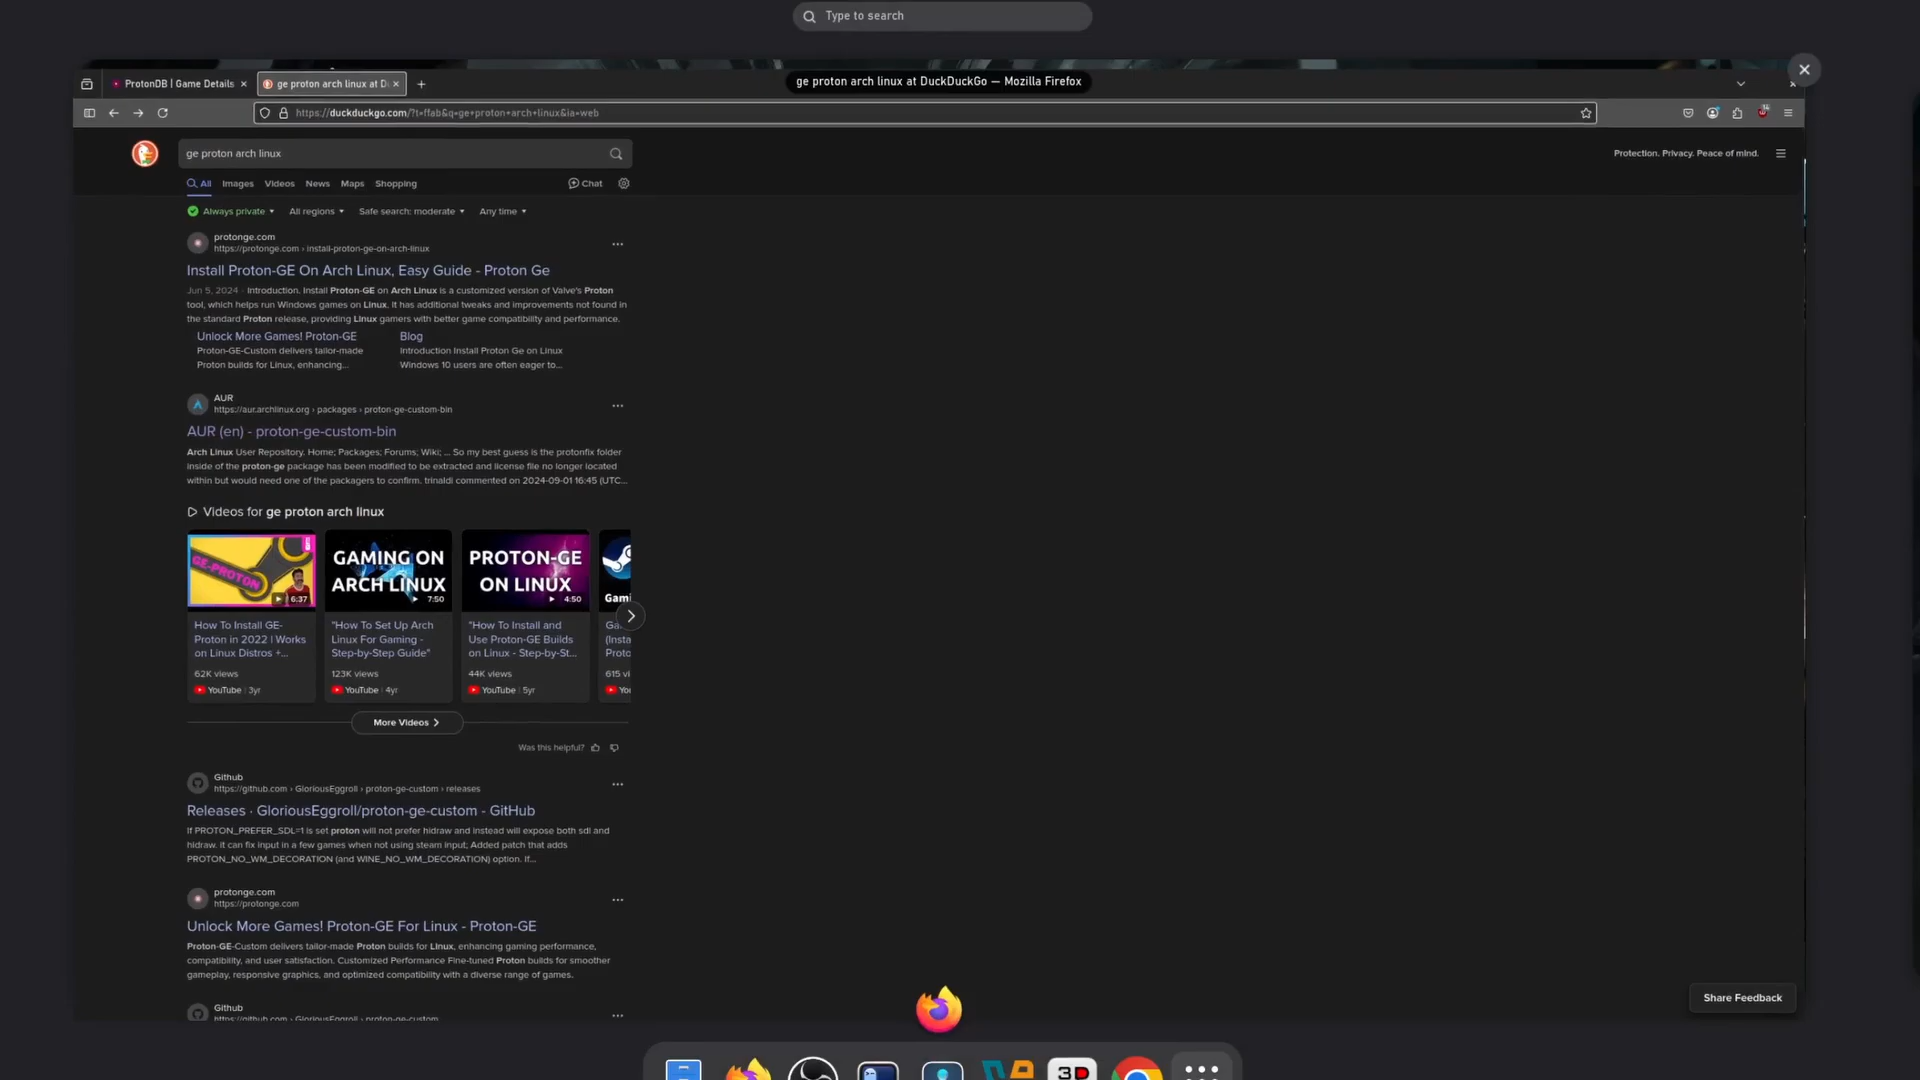 Type to search
ProtonDB | Game Details
ge proton arch linux at D
ge proton arch linux at DuckDuckGo — Mozilla Firefox
https://duckduckgo.com/?t=ffab&q=ge+proton+arch+linux&ia=web
ge proton arch linux
Protection. Privacy. Peace of mind.
All Images Videos News Maps Shopping Chat
Always private All regions Safe search: moderate Any time
protonge.com
https://protonge.com › install-proton-ge-on-arch-linux
Install Proton-GE On Arch Linux, Easy Guide - Proton Ge
Jun 5, 2024 · Introduction. Install Proton-GE on Arch Linux is a customized version of Valve's Proton
tool, which helps run Windows games on Linux. It has additional tweaks and improvements not found in
the standard Proton release, providing Linux gamers with better game compatibility and performance.
Unlock More Games! Proton-GE
Proton-GE-Custom delivers tailor-made
Proton builds for Linux, enhancing...
Blog
Introduction Install Proton Ge on Linux
Windows 10 users are often eager to...
AUR
https://aur.archlinux.org › packages › proton-ge-custom-bin
AUR (en) - proton-ge-custom-bin
Arch Linux User Repository. Home; Packages; Forums; Wiki; ... So my best guess is the protonfix folder
inside of the proton-ge package has been modified to be extracted and license file no longer located
within but would need one of the packagers to confirm. trinaldi commented on 2024-09-01 16:45 (UTC...
Videos for ge proton arch linux
GE-PROTON
6:37
How To Install GE-
Proton in 2022 | Works
on Linux Distros +...
62K views
YouTube | 3yr
GAMING ON
ARCH LINUX
7:50
"How To Set Up Arch
Linux For Gaming -
Step-by-Step Guide"
123K views
YouTube | 4yr
PROTON-GE
ON LINUX
4:50
"How To Install and
Use Proton-GE Builds
on Linux - Step-by-St...
44K views
YouTube | 5yr
Gami
(Insta
Proto
615 vi
You
More Videos
Was this helpful?
Github
https://github.com › GloriousEggroll › proton-ge-custom › releases
Releases · GloriousEggroll/proton-ge-custom - GitHub
If PROTON_PREFER_SDL=1 is set proton will not prefer hidraw and instead will expose both sdl and
hidraw. it can fix input in a few games when not using steam input; Added patch that adds
PROTON_NO_WM_DECORATION (and WINE_NO_WM_DECORATION) option. If...
protonge.com
https://protonge.com
Unlock More Games! Proton-GE For Linux - Proton-GE
Proton-GE-Custom delivers tailor-made Proton builds for Linux, enhancing gaming performance,
compatibility, and user satisfaction. Customized Performance Fine-tuned Proton builds for smoother
gameplay, responsive graphics, and optimized compatibility with a diverse range of games.
Github
https://github.com › GloriousEggroll › proton-ge-custom
Share Feedback
3D